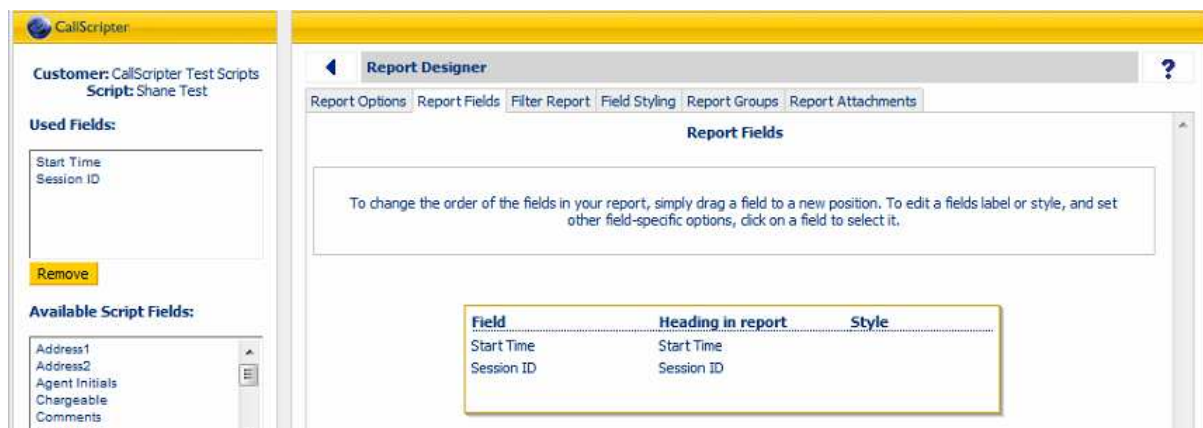 CallScripter
Customer: CallScripter Test Scripts
Script: Shane Test
Used Fields:
Start Time
Session ID
Remove
Available Script Fields:
Address1
Address2
Agent Initials
Chargeable
Comments
Report Designer
?
Report Options Report Fields Filter Report Field Styling Report Groups Report Attachments
Report Fields
To change the order of the fields in your report, simply drag a field to a new position. To edit a fields label or style, and set
other field-specific options, click on a field to select it.
Field Heading in report Style
Start Time Start Time
Session ID Session ID